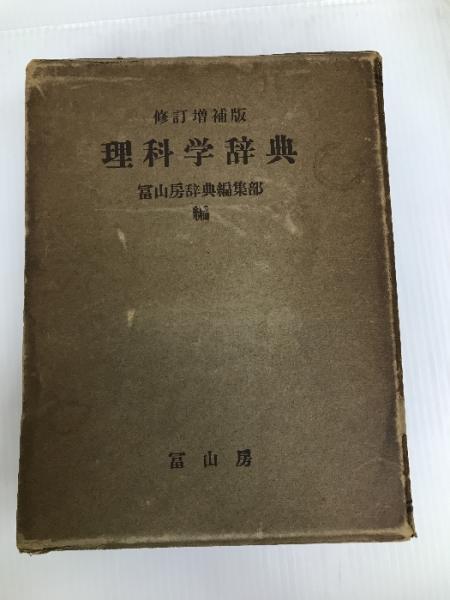 修訂増補版
理科学辞典
冨山房辞典編集部
編
冨山房